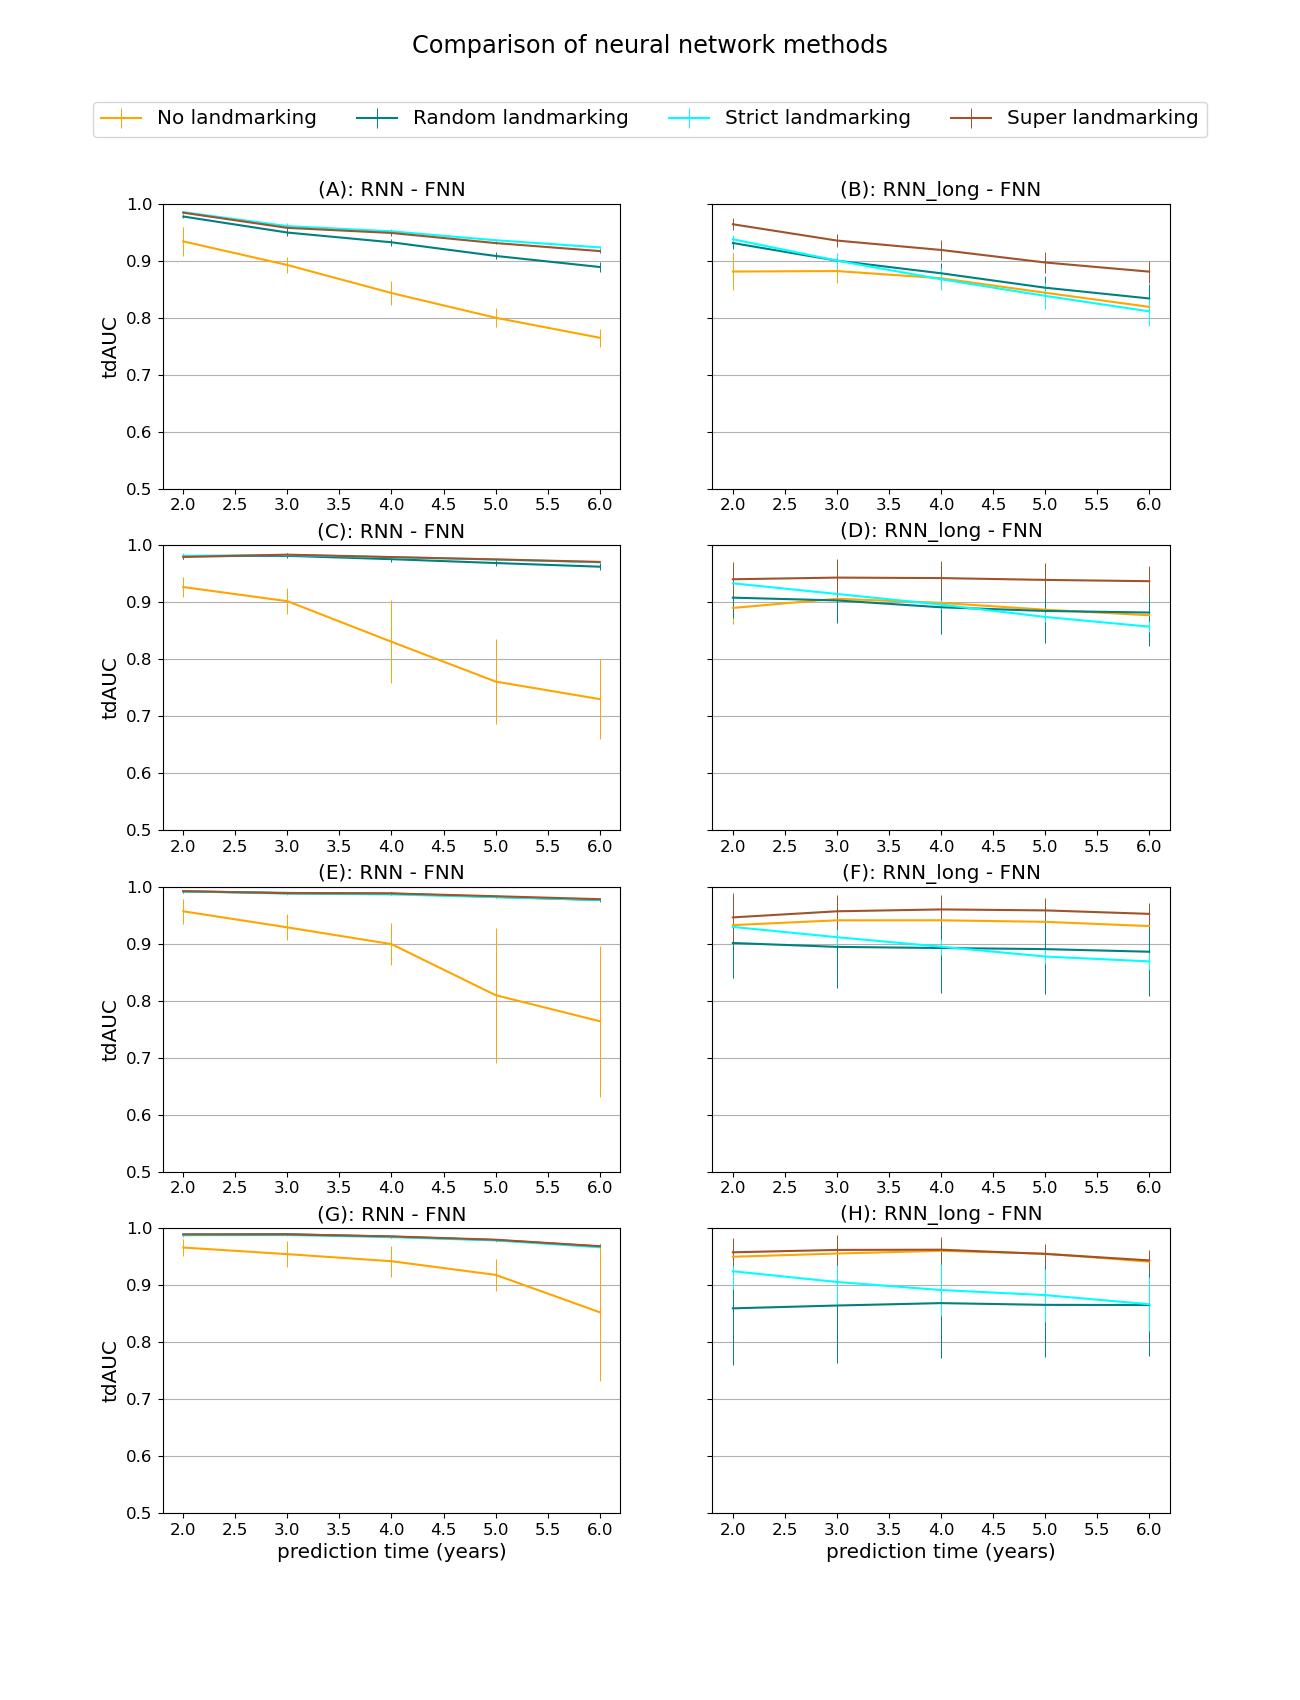 Comparison of neural network methods
No landmarking Random landmarking Strict landmarking Super landmarking
(A): RNN - FNN (B): RNN_long - FNN
1.0
0.9
0.8
0.7
0.6
0.5
tdAUC
2.0 2.5 3.0 3.5 4.0 4.5 5.0 5.5 6.0 2.0 2.5 3.0 3.5 4.0 4.5 5.0 5.5 6.0
(C): RNN - FNN (D): RNN_long - FNN
1.0
0.9
0.8
0.7
0.6
0.5
tdAUC
2.0 2.5 3.0 3.5 4.0 4.5 5.0 5.5 6.0 2.0 2.5 3.0 3.5 4.0 4.5 5.0 5.5 6.0
(E): RNN - FNN (F): RNN_long - FNN
1.0
0.9
0.8
0.7
0.6
0.5
tdAUC
2.0 2.5 3.0 3.5 4.0 4.5 5.0 5.5 6.0 2.0 2.5 3.0 3.5 4.0 4.5 5.0 5.5 6.0
(G): RNN - FNN (H): RNN_long - FNN
1.0
0.9
0.8
0.7
0.6
0.5
tdAUC
2.0 2.5 3.0 3.5 4.0 4.5 5.0 5.5 6.0 2.0 2.5 3.0 3.5 4.0 4.5 5.0 5.5 6.0
prediction time (years) prediction time (years)